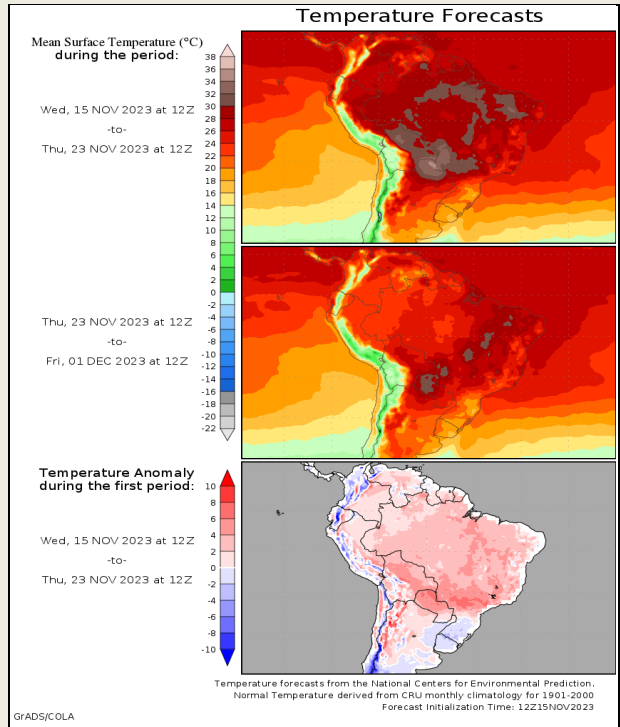 Temperature Forecasts
Mean Surface Temperature (°C)
during the period:
Wed, 15 NOV 2023 at 12Z
-to-
Thu, 23 NOV 2023 at 12Z
38
36
34
32
30
28
26
24
22
20
18
16
14
12
10
8
6
4
2
0
-2
-4
-6
-8
-10
-12
-14
-16
-18
-20
-22
Thu, 23 NOV 2023 at 12Z
-to-
Fri, 01 DEC 2023 at 12Z
Temperature Anomaly
during the first period:
Wed, 15 NOV 2023 at 12Z
-to-
Thu, 23 NOV 2023 at 12Z
10
8
6
4
2
0
-2
-4
-6
-8
-10
Temperature forecasts from the National Centers for Environmental Prediction.
Normal Temperature derived from CRU monthly climatology for 1901-2000
Forecast Initialization Time: 12Z15NOV2023
GrADS/COLA